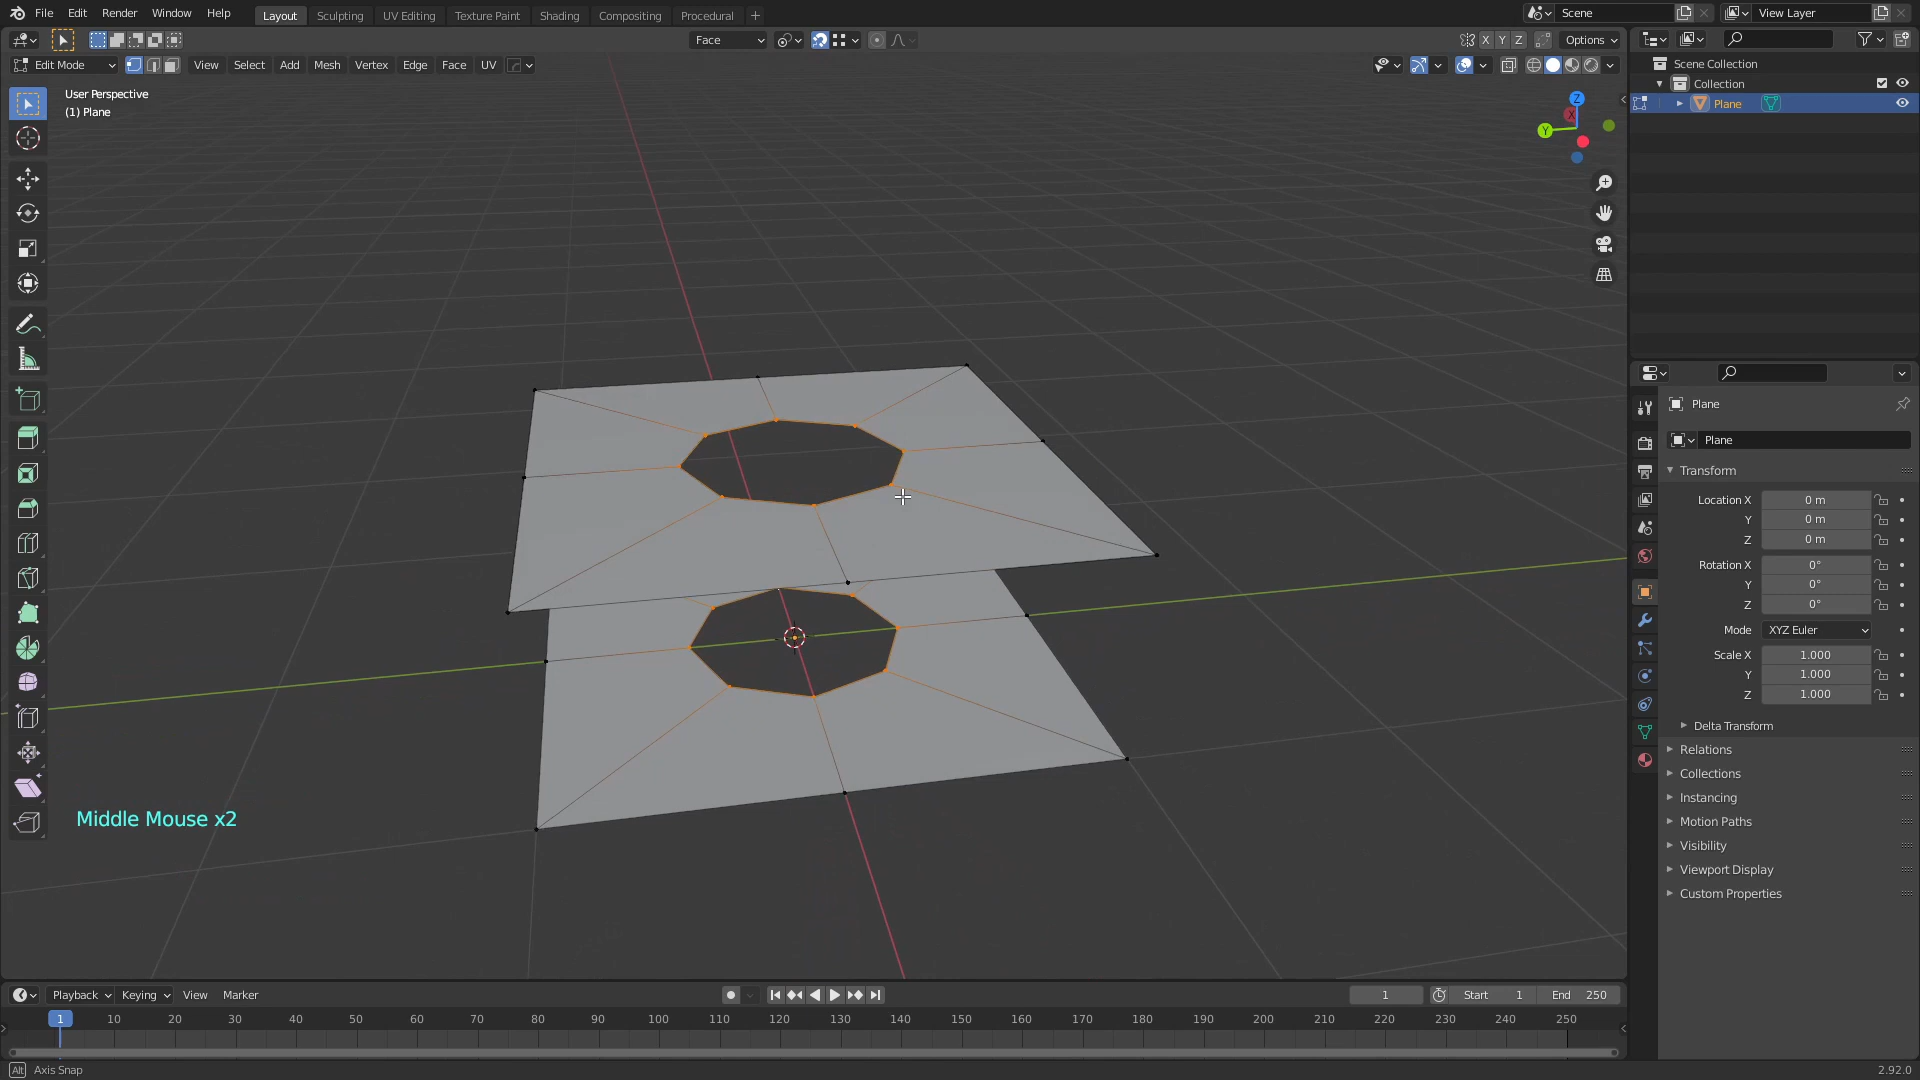 File Edit Render Window Help Layout Sculpting UV Editing Texture Paint Shading Compositing Procedural + Scene View Layer
Face Options
Edit Mode View Select Add Mesh Vertex Edge Face UV X Y Z
User Perspective
(1) Plane
Z
X
Y
Scene Collection
Collection
Plane
Plane
Plane
Transform
Location X 0 m
Y 0 m
Z 0 m
Rotation X 0°
Y 0°
Z 0°
Mode XYZ Euler
Scale X 1.000
Y 1.000
Z 1.000
Delta Transform
Relations
Collections
Instancing
Motion Paths
Visibility
Viewport Display
Custom Properties
Middle Mouse x2
Playback Keying View Marker 1 Start 1 End 250
1 10 20 30 40 50 60 70 80 90 100 110 120 130 140 150 160 170 180 190 200 210 220 230 240 250
Alt Axis Snap 2.92.0